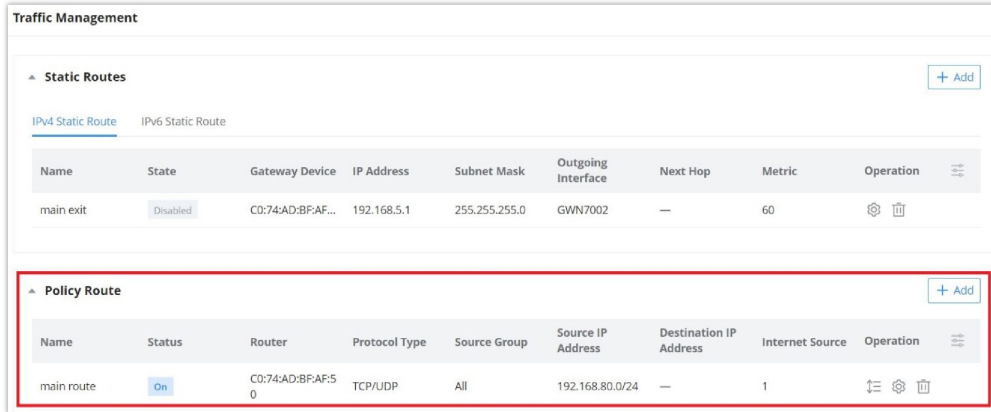 Traffic Management
Static Routes
+ Add
IPv4 Static Route IPv6 Static Route
Name State Gateway Device IP Address Subnet Mask Outgoing Interface Next Hop Metric Operation
main exit Disabled C0:74:AD:BF:AF... 192.168.5.1 255.255.255.0 GWN7002 — 60
Policy Route
+ Add
Name Status Router Protocol Type Source Group Source IP Address Destination IP Address Internet Source Operation
main route On C0:74:AD:BF:AF:50 TCP/UDP All 192.168.80.0/24 — 1